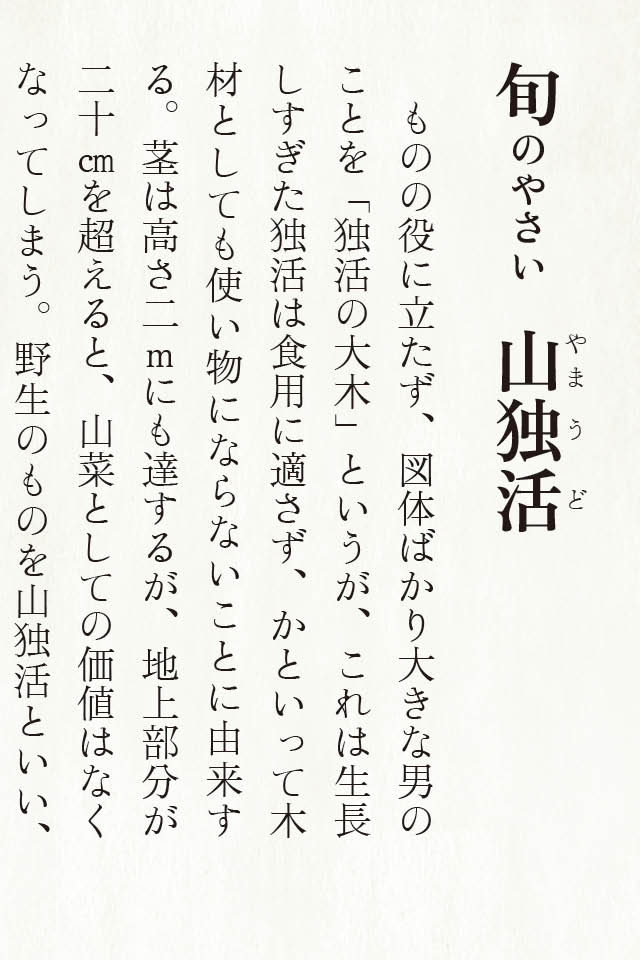 旬のやさい　山独活
やまうど
ものの役に立たず、図体ばかり大きな男の
ことを「独活の大木」というが、これは生長
しすぎた独活は食用に適さず、かといって木
材としても使い物にならないことに由来す
る。茎は高さ二ｍにも達するが、地上部分が
二十㎝を超えると、山菜としての価値はなく
なってしまう。野生のものを山独活といい、